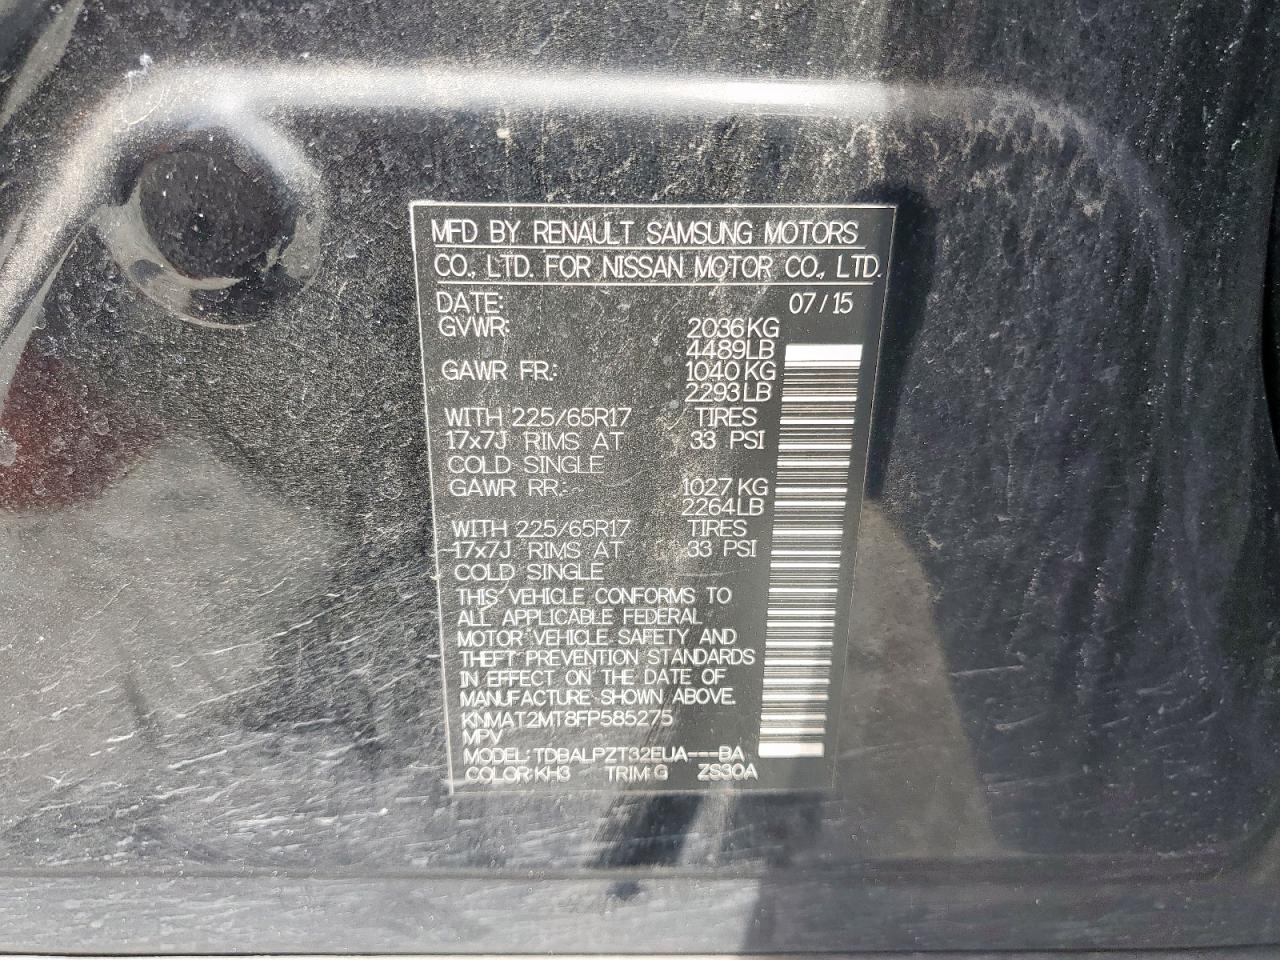 MFD BY RENAULT SAMSUNG MOTORS
CO., LTD. FOR NISSAN MOTOR CO., LTD.
DATE: 07/15
GVWR: 2036KG
4489LB
GAWR FR: 1040KG
2293LB
WITH 225/65R17 TIRES
17x7J RIMS AT 33 PSI
COLD SINGLE
GAWR RR: 1027KG
2264LB
WITH 225/65R17 TIRES
17x7J RIMS AT 33 PSI
COLD SINGLE
THIS VEHICLE CONFORMS TO
ALL APPLICABLE FEDERAL
MOTOR VEHICLE SAFETY AND
THEFT PREVENTION STANDARDS
IN EFFECT ON THE DATE OF
MANUFACTURE SHOWN ABOVE.
KNMAT2MT8FP585275
MPV
MODEL: TDBALPZT32EUA---BA
COLOR:KH3 TRIM:G ZS30A